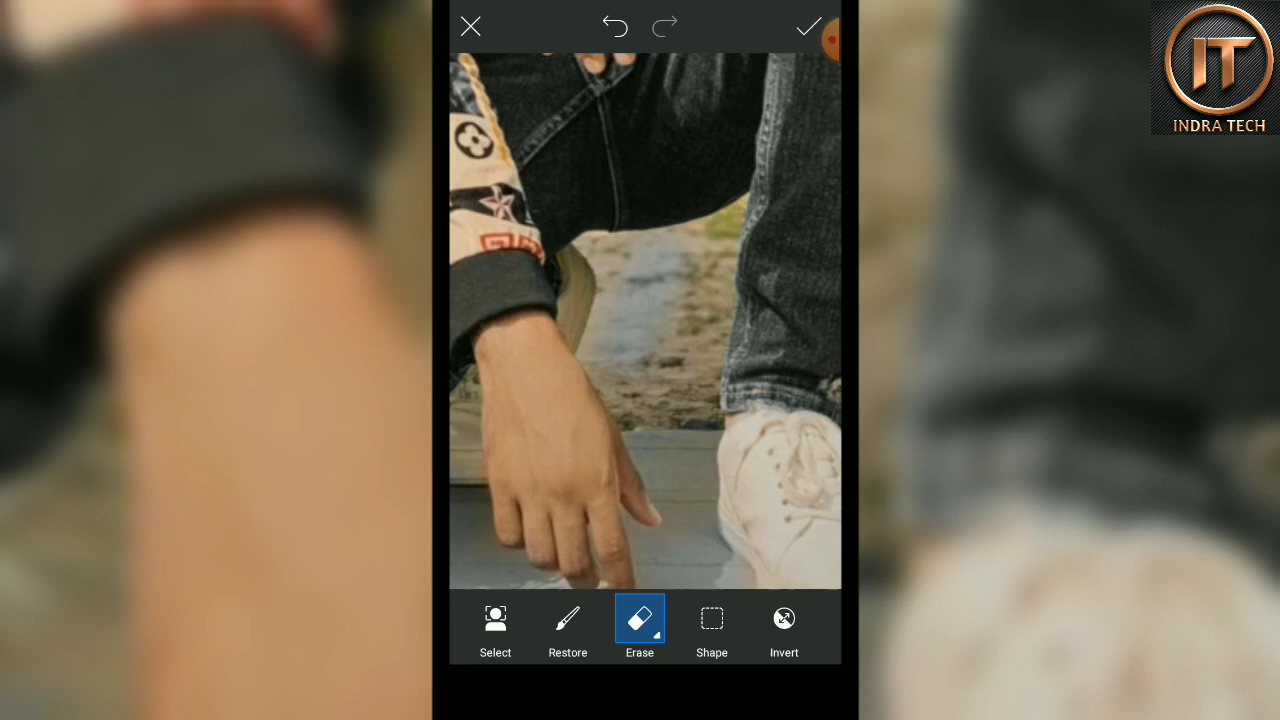 IT
INDRA TECH
Select
Restore
Erase
Shape
Invert